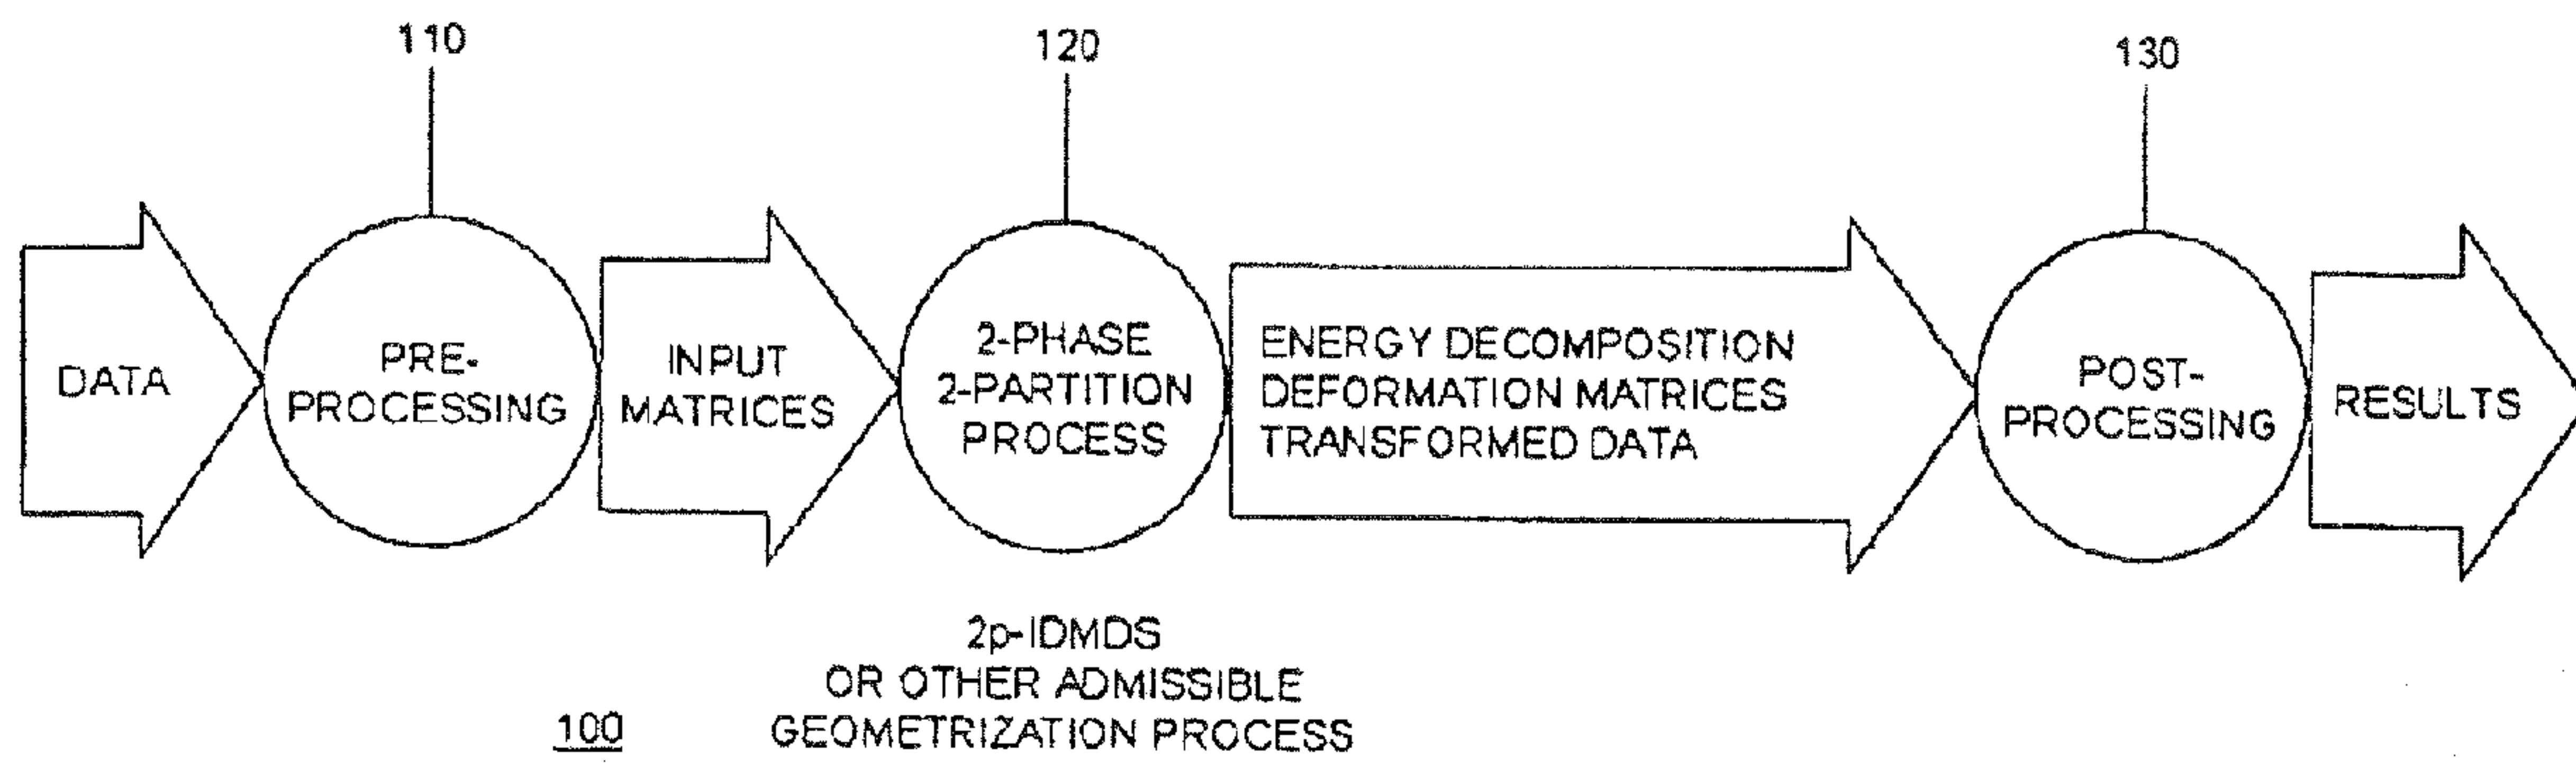 110
120
130
DATA
PRE-
PROCESSING
INPUT
MATRICES
2-PHASE
2-PARTITION
PROCESS
ENERGY DECOMPOSITION
DEFORMATION MATRICES
TRANSFORMED DATA
POST-
PROCESSING
RESULTS
2p-IDMDS
OR OTHER ADMISSIBLE
GEOMETRIZATION PROCESS
100